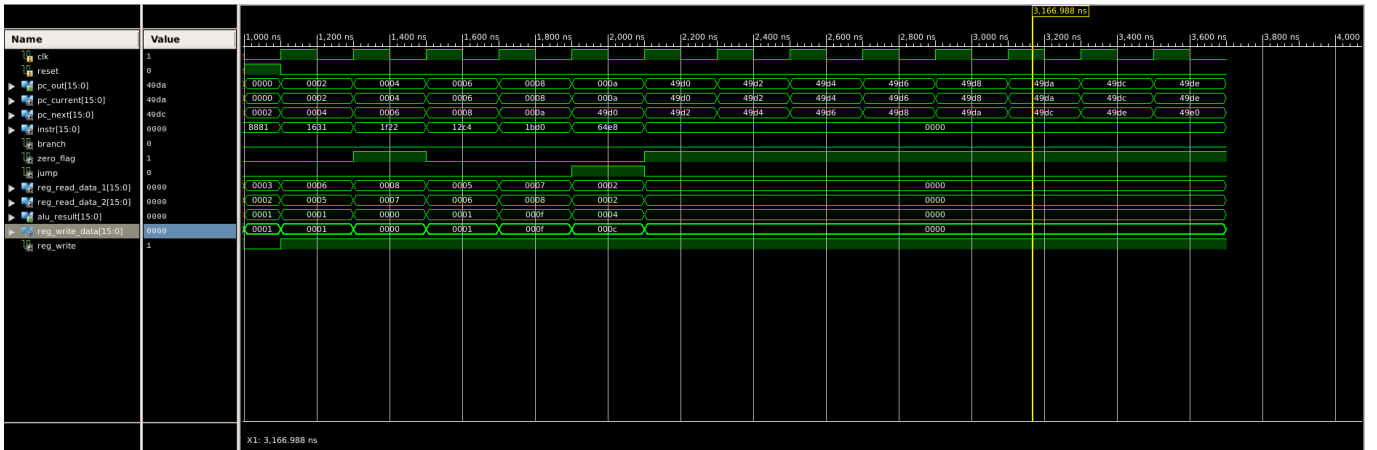 3,166.988 ns
Name Value 1,000 ns 1,200 ns 1,400 ns 1,600 ns 1,800 ns 2,000 ns 2,200 ns 2,400 ns 2,600 ns 2,800 ns 3,000 ns 3,200 ns 3,400 ns 3,600 ns 3,800 ns 4,000
clk 1
reset 0
pc_out[15:0] 49da 0000 0002 0004 0006 0008 000a 49d0 49d2 49d4 49d6 49d8 49da 49dc 49de
pc_current[15:0] 49da 0000 0002 0004 0006 0008 000a 49d0 49d2 49d4 49d6 49d8 49da 49dc 49de
pc_next[15:0] 49dc 0002 0004 0006 0008 000a 49d0 49d2 49d4 49d6 49d8 49da 49dc 49de 49e0
instr[15:0] 0000 8881 1631 1f22 12c4 1bd0 64e8 0000
branch 0
zero_flag 1
jump 0
reg_read_data_1[15:0] 0000 0003 0006 0008 0005 0007 0002 0000
reg_read_data_2[15:0] 0000 0002 0005 0007 0006 0008 0002 0000
alu_result[15:0] 0000 0001 0001 0000 0001 000f 0004 0000
reg_write_data[15:0] 0000 0001 0001 0000 0001 000f 000c 0000
reg_write 1
X1: 3,166.988 ns